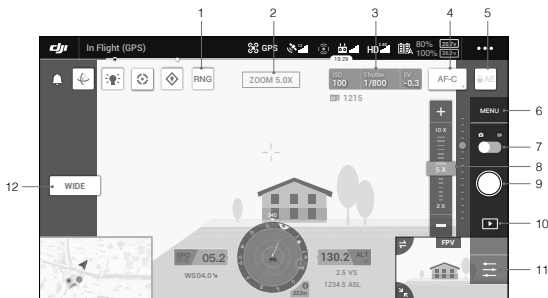 1 2 3 4 5
dji In Flight (GPS) GPS HD 80% 100%
19:29
RNG ZOOM 5.0X ISO 100 Shutter 1/800 EV -0.3 AF-C AE
1215
MENU 6
7
10 X
5 X 8
2 X
9
10
11
12 WIDE
340
SPD 05.2 130.2 ALT
WS04.0 2.5 VS
1234.5 ASL
222m
FPV